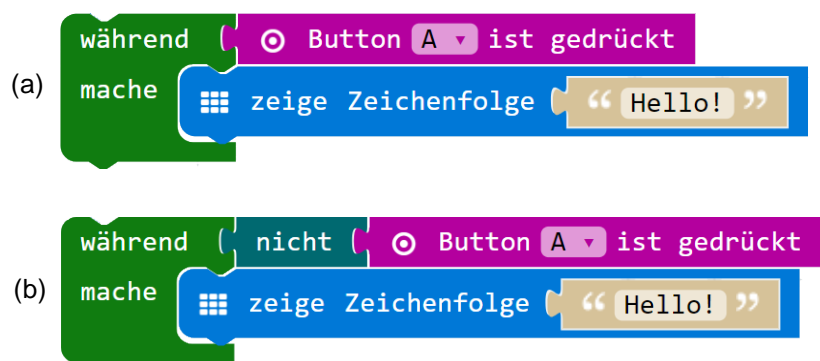 während Button A ist gedrückt
(a)
mache zeige Zeichenfolge “ Hello! ”
während nicht Button A ist gedrückt
(b)
mache zeige Zeichenfolge “ Hello! ”